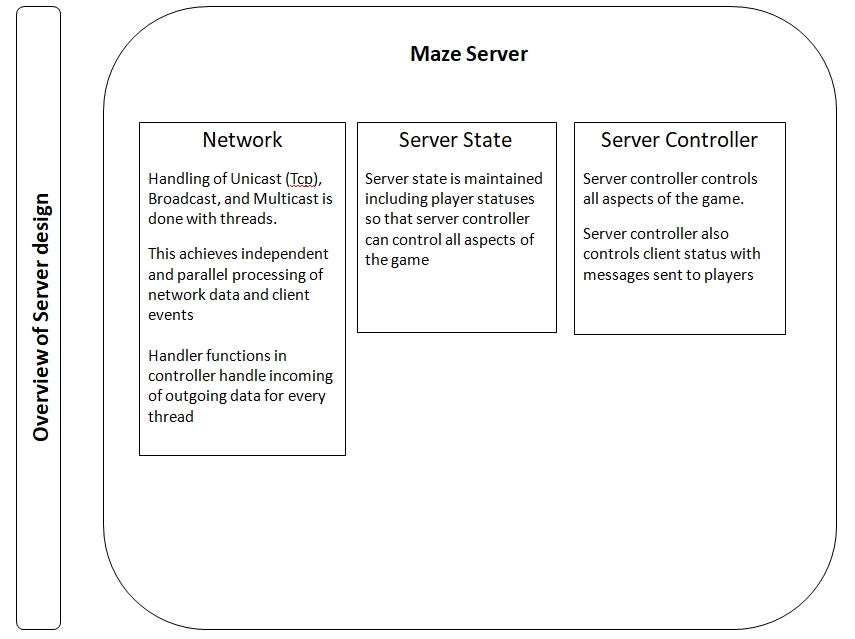 Overview of Server design
Maze Server
Network
Handling of Unicast (Tcp),
Broadcast, and Multicast is
done with threads.
This achieves independent
and parallel processing of
network data and client
events
Handler functions in
controller handle incoming
of outgoing data for every
thread
Server State
Server state is maintained
including player statuses
so that server controller
can control all aspects of
the game
Server Controller
Server controller controls
all aspects of the game.
Server controller also
controls client status with
messages sent to players